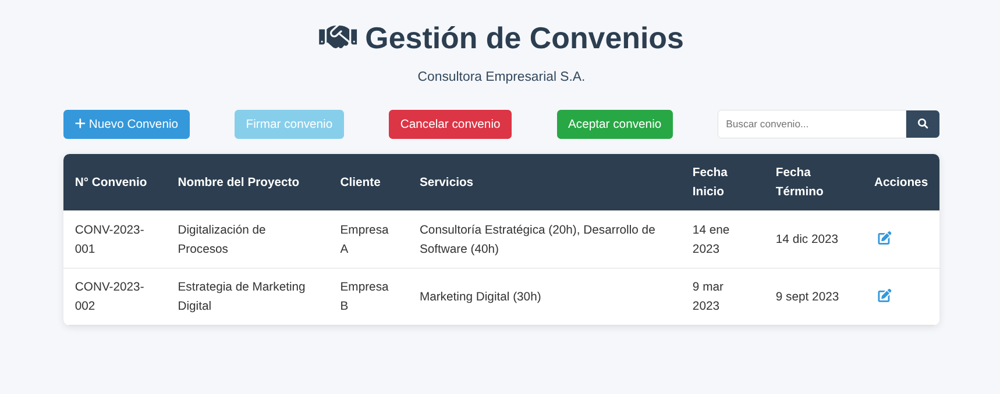 Gestión de Convenios
Consultora Empresarial S.A.
Nuevo Convenio
Firmar convenio
Cancelar convenio
Aceptar convenio
Buscar convenio...
N° Convenio
Nombre del Proyecto
Cliente
Servicios
Fecha
Inicio
Fecha
Término
Acciones
CONV-2023-
001
Digitalización de
Procesos
Empresa
A
Consultoría Estratégica (20h), Desarrollo de
Software (40h)
14 ene
2023
14 dic 2023
CONV-2023-
002
Estrategia de Marketing
Digital
Empresa
B
Marketing Digital (30h)
9 mar
2023
9 sept 2023